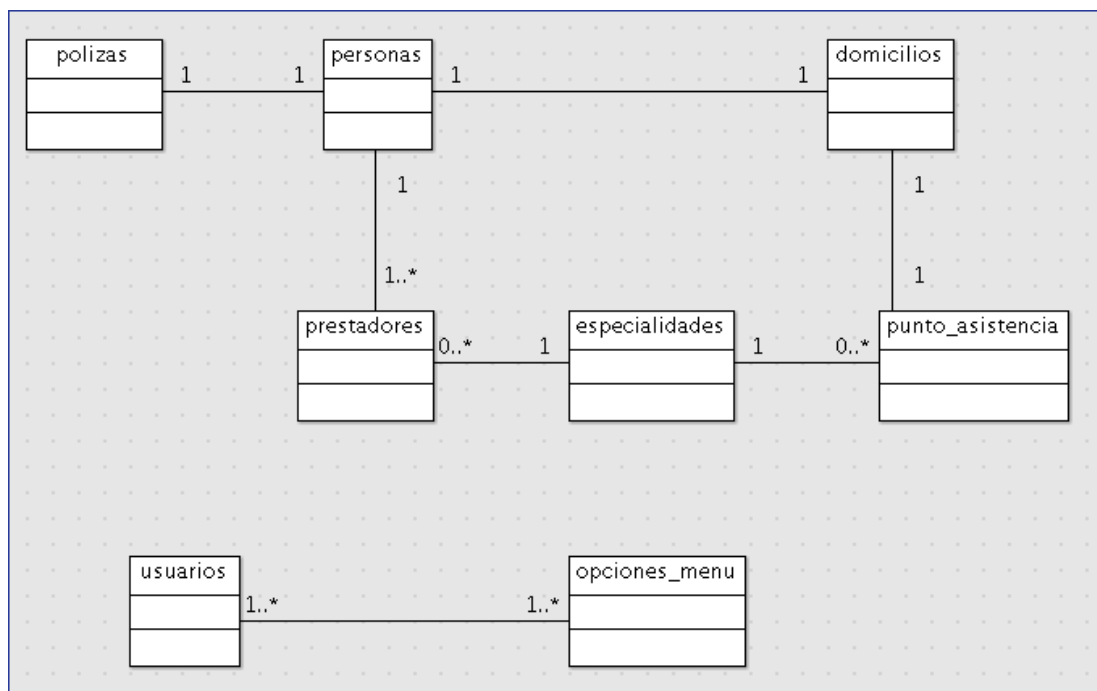 polizas
personas
domicilios
1 1 1 1
1 1
1..* 1
prestadores
especialidades
punto_asistencia
0..* 1 1 0..*
usuarios
opciones_menu
1..* 1..*